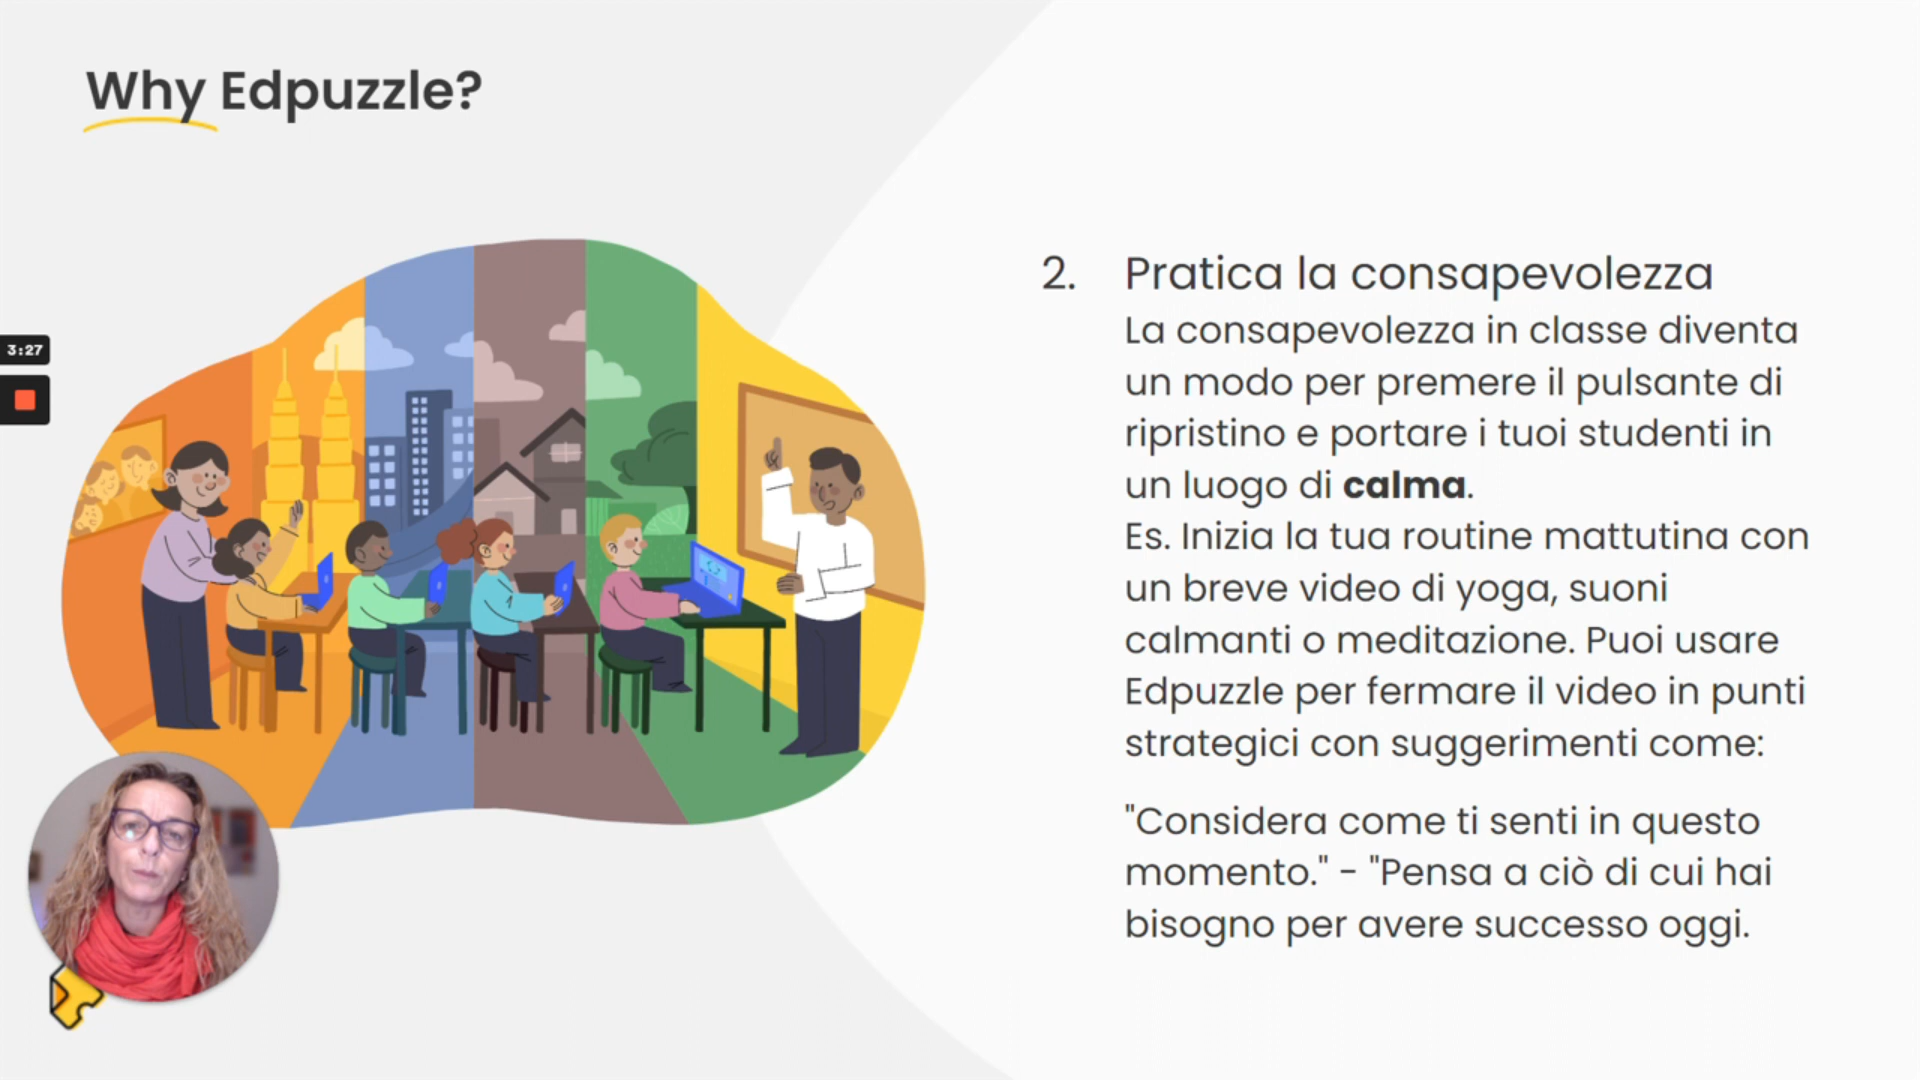 Why Edpuzzle?
3:27
2. Pratica la consapevolezza
La consapevolezza in classe diventa
un modo per premere il pulsante di
ripristino e portare i tuoi studenti in
un luogo di calma.
Es. Inizia la tua routine mattutina con
un breve video di yoga, suoni
calmanti o meditazione. Puoi usare
Edpuzzle per fermare il video in punti
strategici con suggerimenti come:
"Considera come ti senti in questo
momento." - "Pensa a ciò di cui hai
bisogno per avere successo oggi.